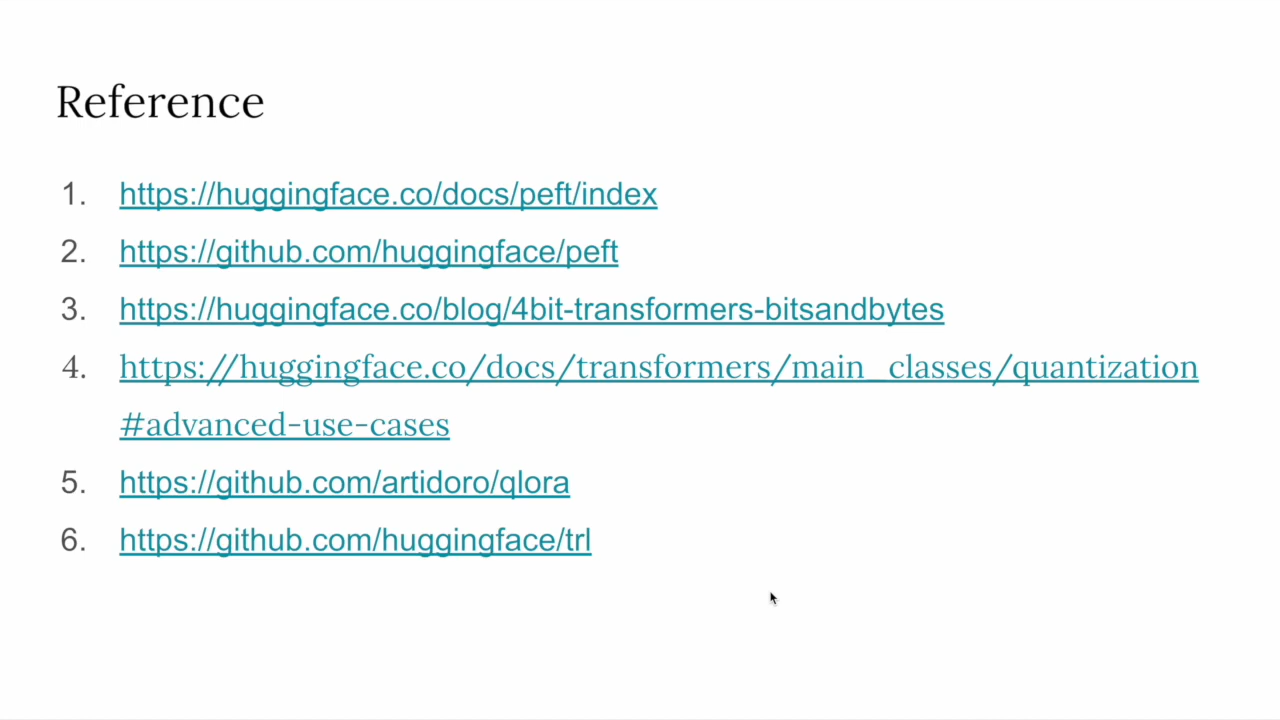 Reference
1. https://huggingface.co/docs/peft/index
2. https://github.com/huggingface/peft
3. https://huggingface.co/blog/4bit-transformers-bitsandbytes
4. https://huggingface.co/docs/transformers/main_classes/quantization
#advanced-use-cases
5. https://github.com/artidoro/qlora
6. https://github.com/huggingface/trl